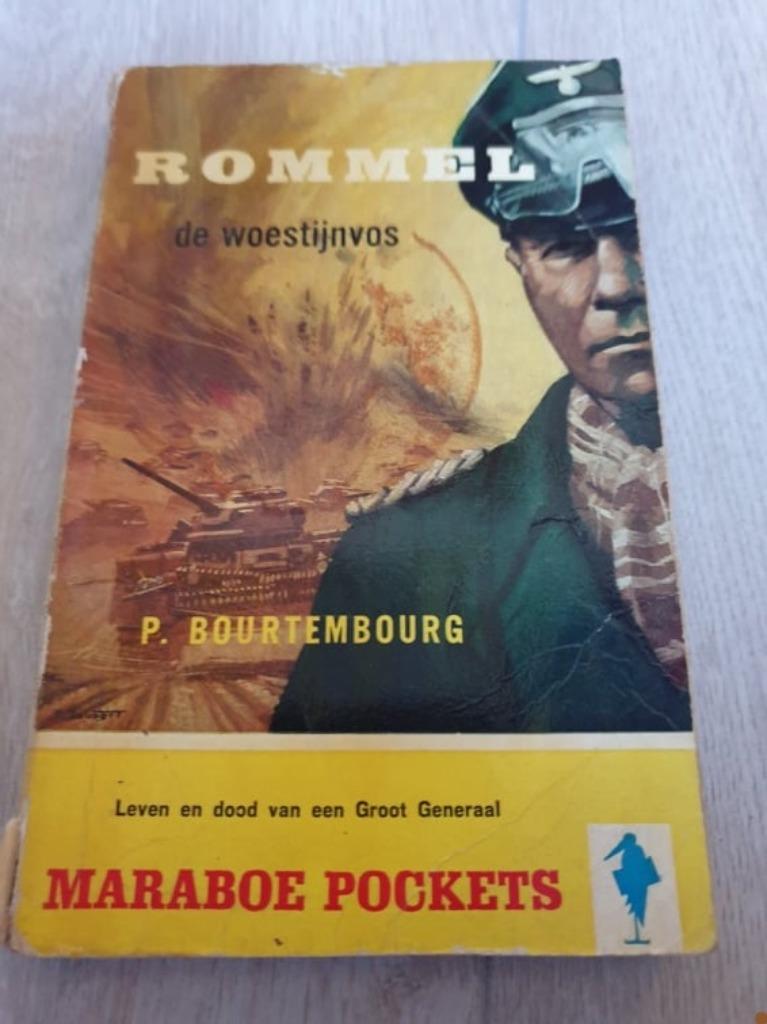 ROMMEL
de woestijnvos
P. BOURTEMBOURG
Leven en dood van een Groot Generaal
MARABOE POCKETS